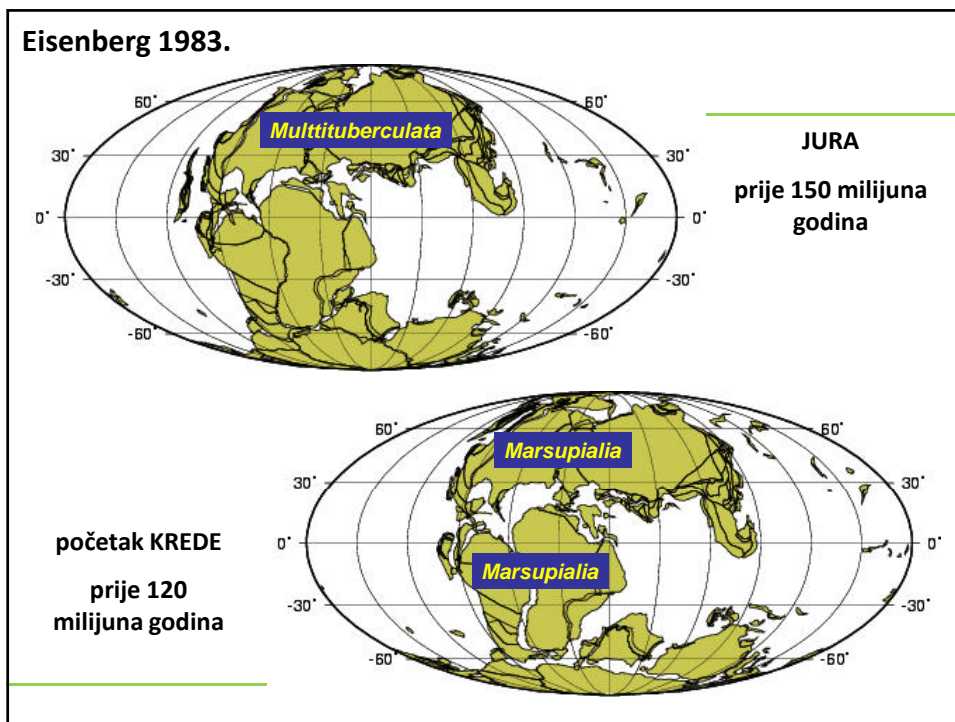 Eisenberg 1983.
60°
60°
Multtituberculata
30°
30°
0°
0°
-30°
-30°
-60°
-60°
JURA
prije 150 milijuna
godina
60°
60°
Marsupialia
30°
30°
0°
0°
Marsupialia
-30°
-30°
-60°
-60°
početak KREDE
prije 120
milijuna godina